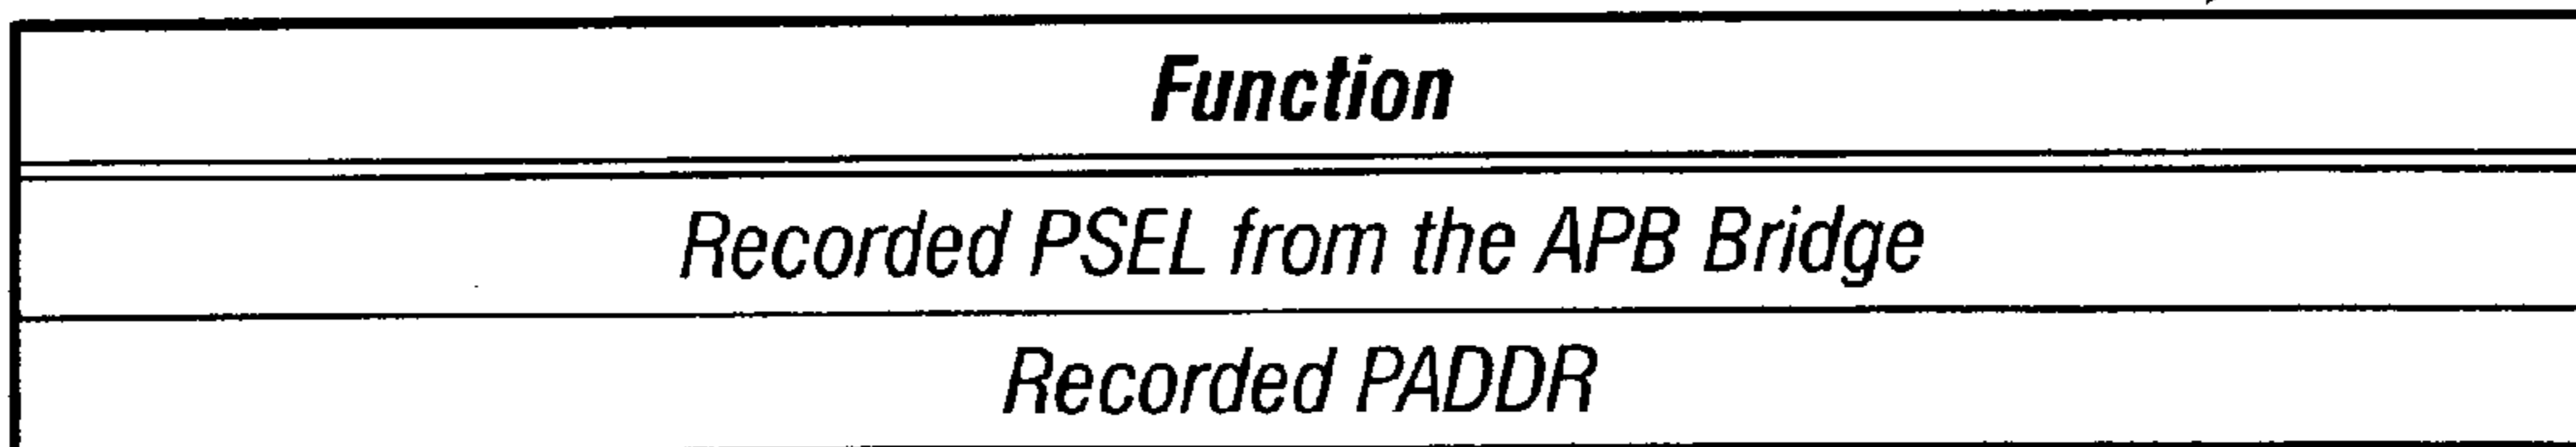 Function
Recorded PSEL from the APB Bridge
Recorded PADDR